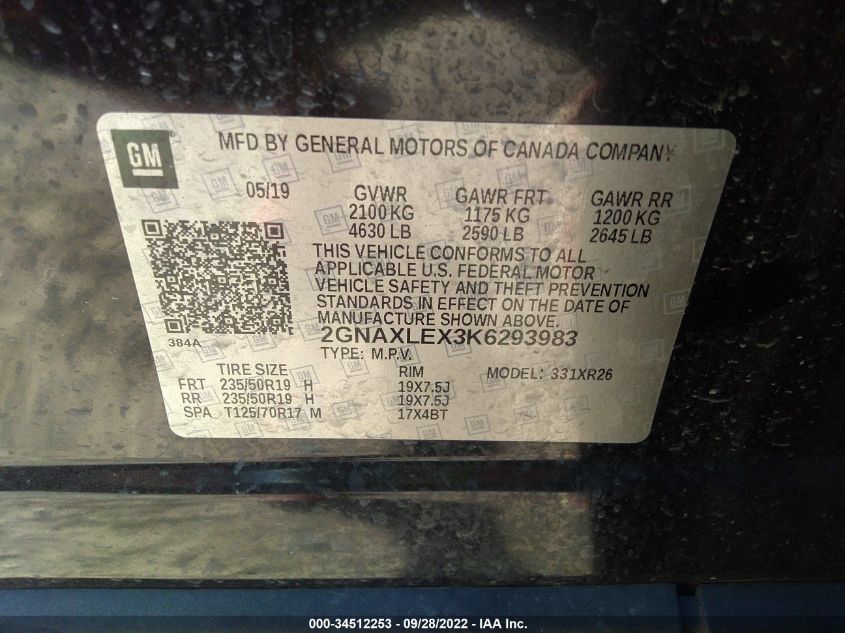 GM
MFD BY GENERAL MOTORS OF CANADA COMPANY
05/19 GVWR GAWR FRT GAWR RR
2100 KG 1175 KG 1200 KG
4630 LB 2590 LB 2645 LB
THIS VEHICLE CONFORMS TO ALL
APPLICABLE U.S. FEDERAL MOTOR
VEHICLE SAFETY AND THEFT PREVENTION
STANDARDS IN EFFECT ON THE DATE OF
MANUFACTURE SHOWN ABOVE.
384A 2GNAXLEX3K6293983
TYPE: M.P.V.
TIRE SIZE RIM MODEL: 331XR26
FRT 235/50R19 H 19X7.5J
RR 235/50R19 H 19X7.5J
SPA T125/70R17 M 17X4BT
000-34512253 - 09/28/2022 - IAA Inc.